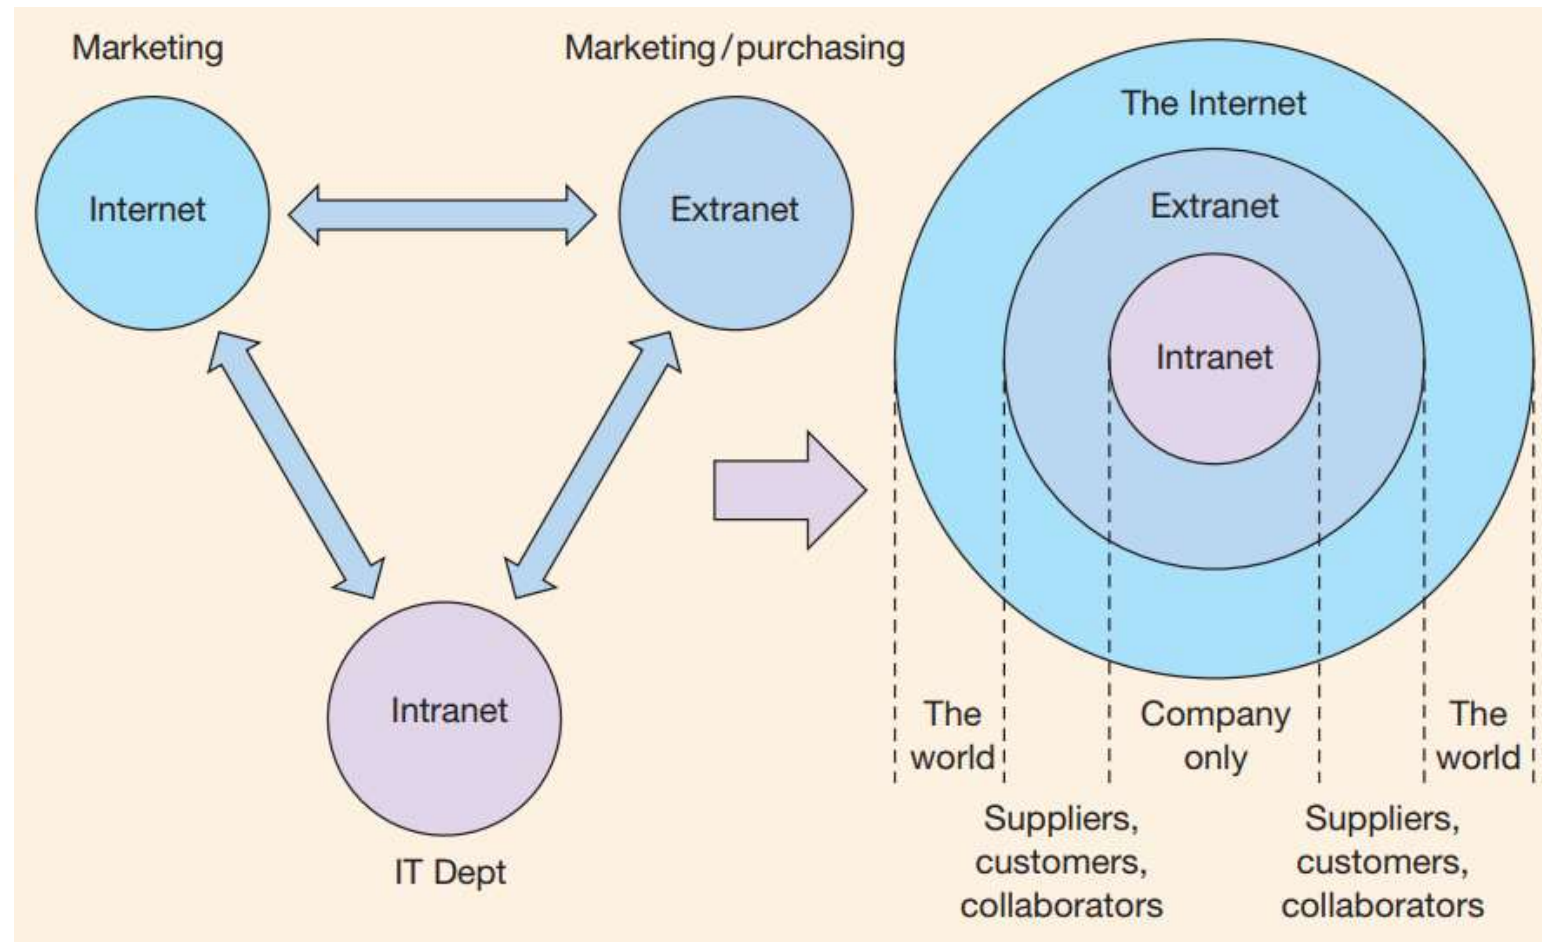 Marketing
Marketing/purchasing
Internet
Extranet
Intranet
IT Dept
The Internet
Extranet
Intranet
The
world
Company
only
The
world
Suppliers,
customers,
collaborators
Suppliers,
customers,
collaborators